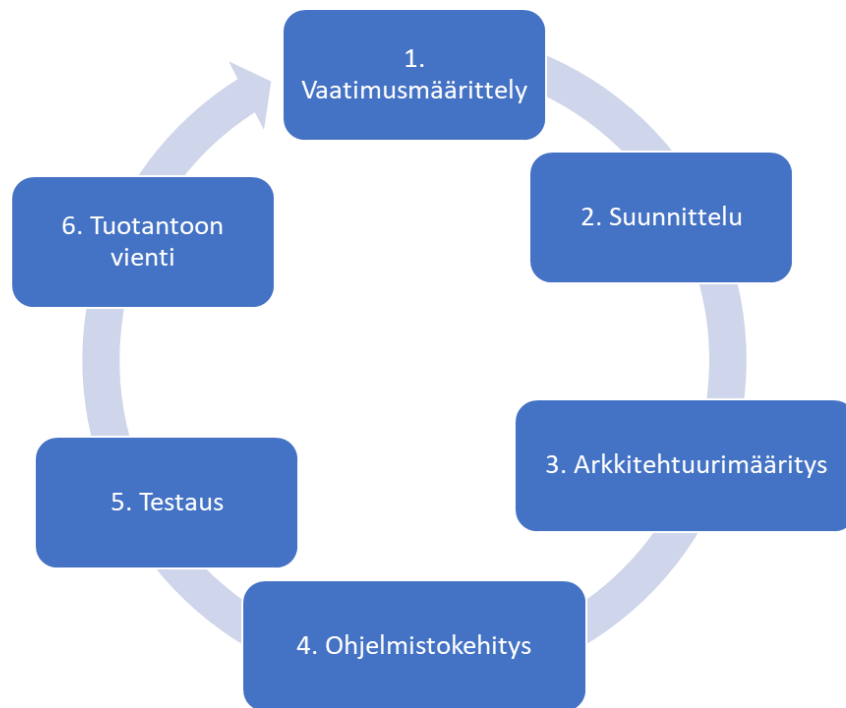 1.
Vaatimusmäärittely
2. Suunnittelu
3. Arkkitehtuurimääritys
4. Ohjelmistokehitys
5. Testaus
6. Tuotantoon
vienti